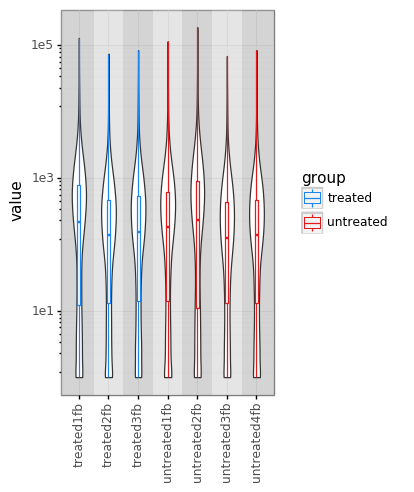 1e5
1e3
1e1
value
treated1fb
treated2fb
treated3fb
untreated1fb
untreated2fb
untreated3fb
untreated4fb
group
treated
untreated